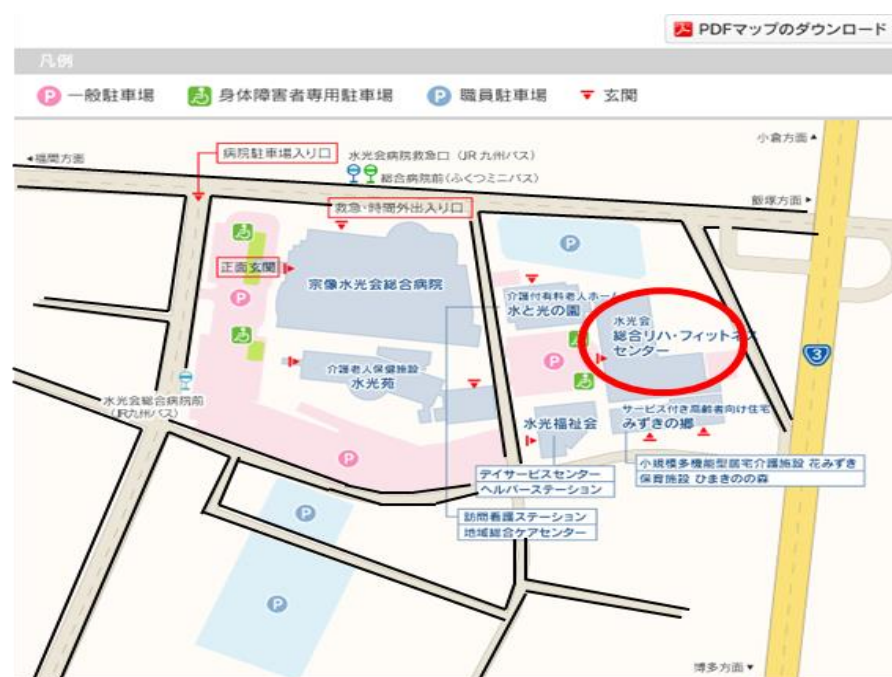 PDFマップのダウンロード
凡例
P 一般駐車場
身体障害者専用駐車場
P 職員駐車場
玄関
小倉方面▲
◀福間方面
病院駐車場入り口
水光会病院救急口（JR九州バス）
総合病院前(ふくつミニバス)
飯塚方面▶
救急・時間外出入り口
P
正面玄関
宗像水光会総合病院
介護付有料老人ホーム
水と光の園
水光会
総合リハ・フィットネス
センター
P
3
介護老人保健施設
水光苑
P
水光会総合病院前
(JR九州バス)
サービス付き高齢者向け住宅
みずきの郷
水光福祉会
P
小規模多機能型居宅介護施設 花みずき
保育施設 ひまきのの森
デイサービスセンター
ヘルパーステーション
訪問看護ステーション
地域総合ケアセンター
P
P
博多方面▼